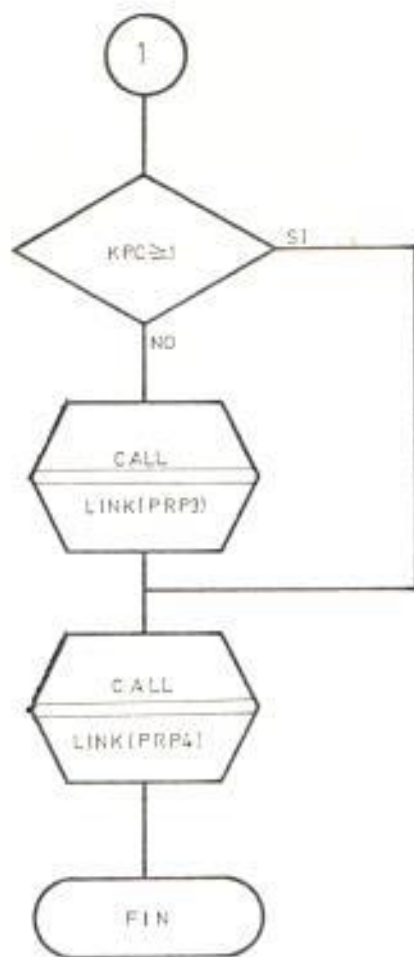 1
KPC≥1
SI
NO
CALL
LINK(PRP3)
CALL
LINK(PRP4)
FIN